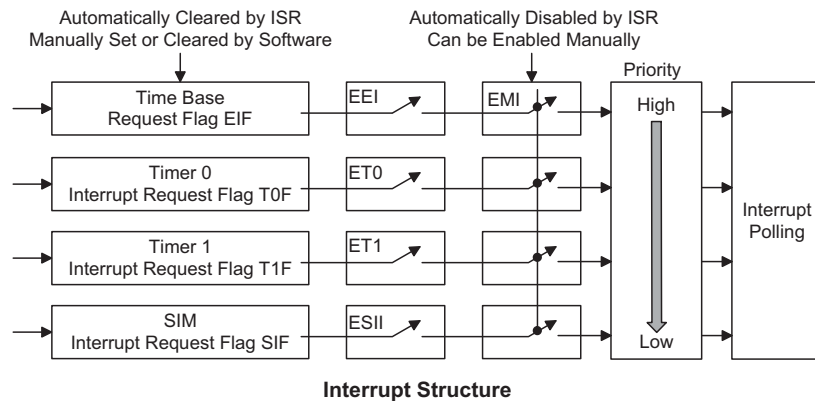 Automatically Cleared by ISR
Manually Set or Cleared by Software
Automatically Disabled by ISR
Can be Enabled Manually
Priority
Time Base
Request Flag EIF
EEI
EMI
High
Timer 0
Interrupt Request Flag T0F
ET0
Interrupt
Polling
Timer 1
Interrupt Request Flag T1F
ET1
SIM
Interrupt Request Flag SIF
ESII
Low
Interrupt Structure